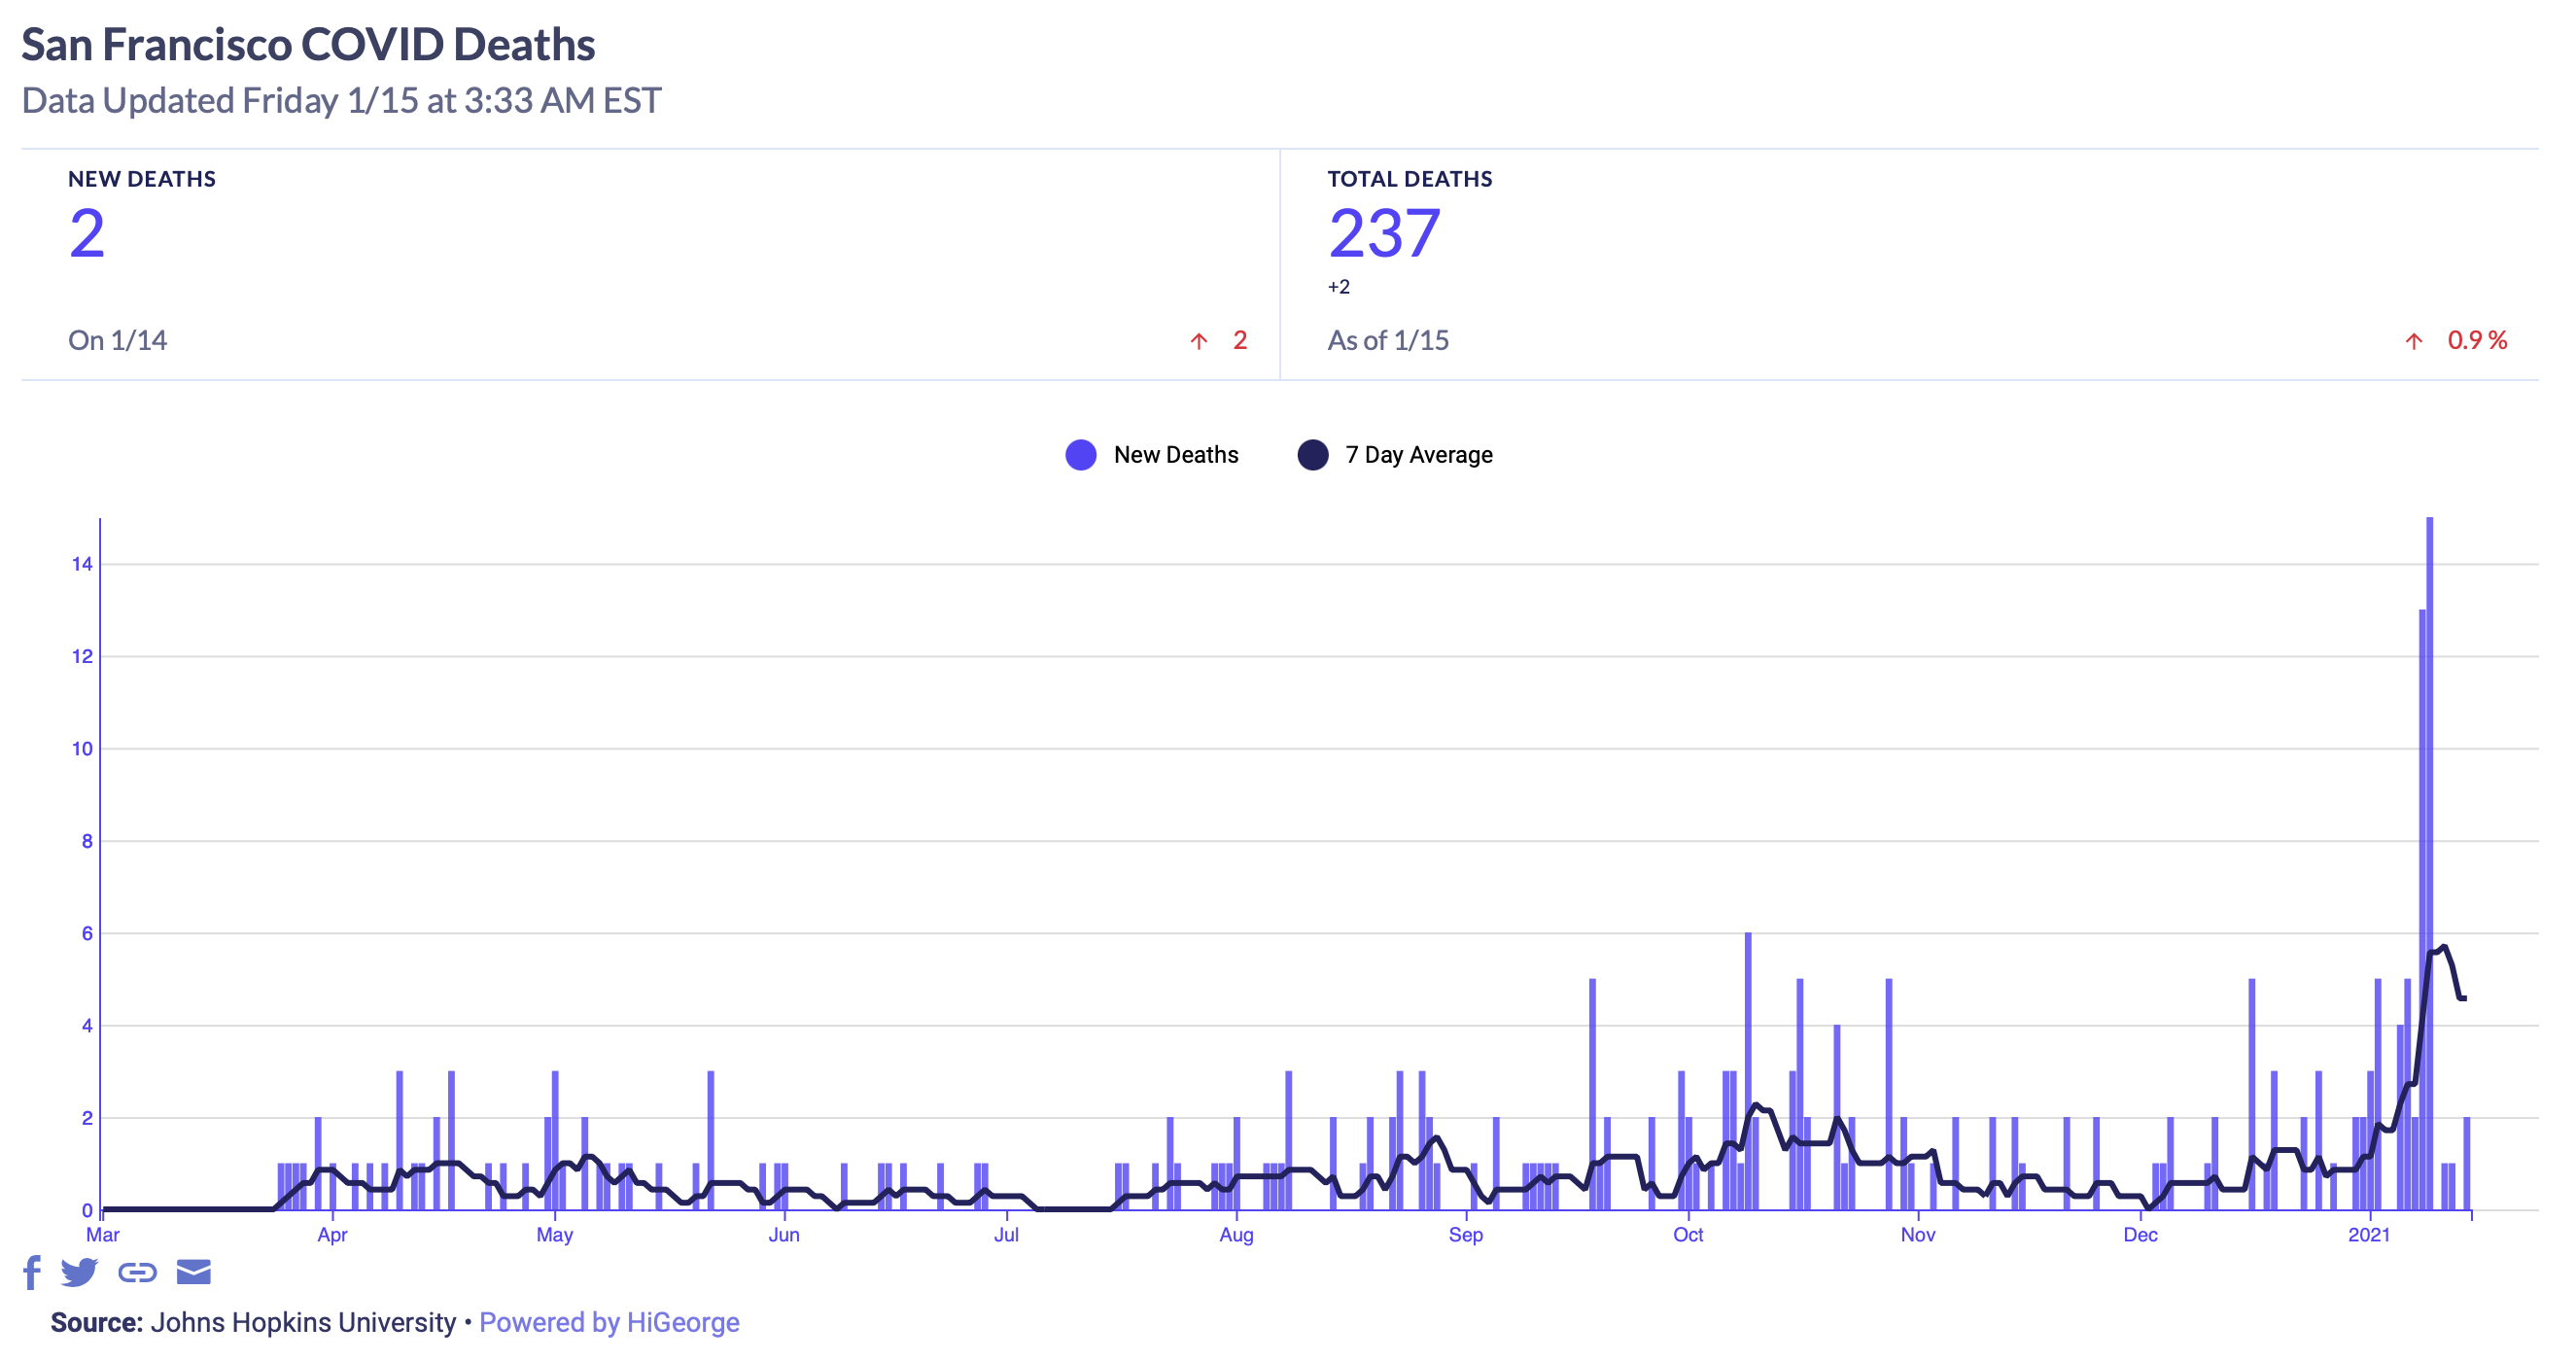 San Francisco COVID Deaths
Data Updated Friday 1/15 at 3:33 AM EST
NEW DEATHS
2
On 1/14
↑ 2
TOTAL DEATHS
237
+2
As of 1/15
↑ 0.9 %
New Deaths
7 Day Average
14
12
10
8
6
4
2
0
Mar Apr May Jun Jul Aug Sep Oct Nov Dec 2021
Source: Johns Hopkins University • Powered by HiGeorge